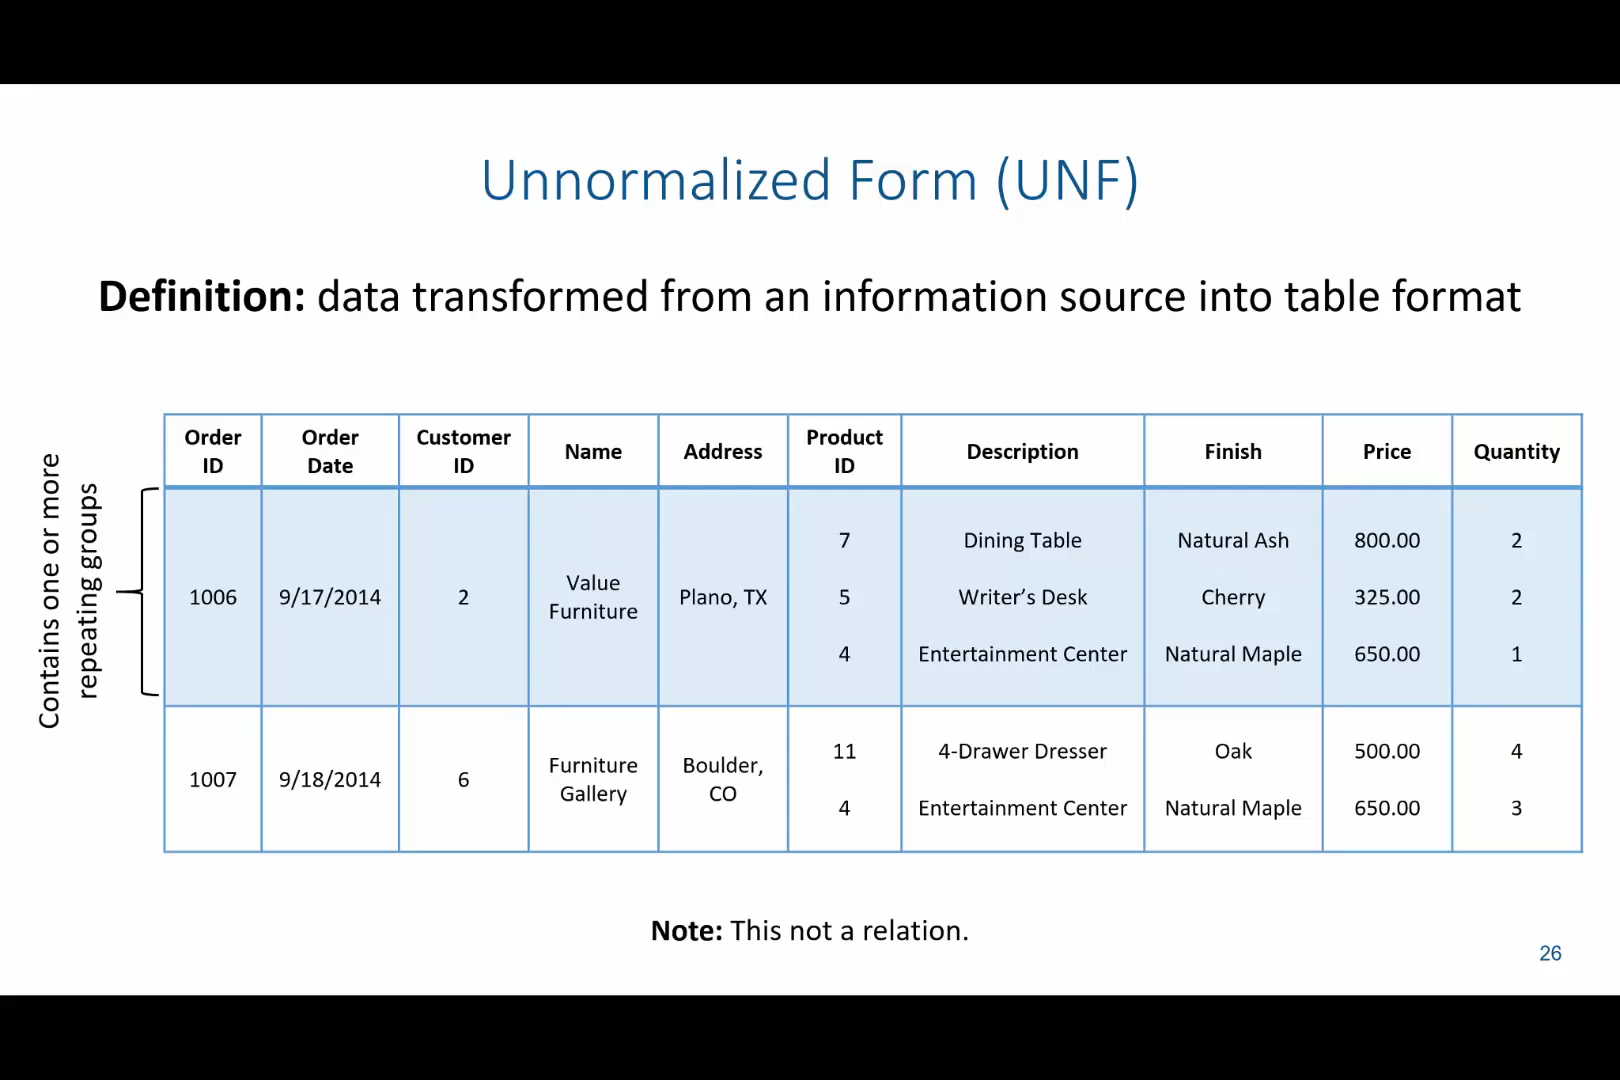 Unnormalized Form (UNF)
Definition: data transformed from an information source into table format
Contains one or more
repeating groups
Order ID Order Date Customer ID Name Address Product ID Description Finish Price Quantity
1006 9/17/2014 2 Value Furniture Plano, TX 7 Dining Table Natural Ash 800.00 2
5 Writer’s Desk Cherry 325.00 2
4 Entertainment Center Natural Maple 650.00 1
1007 9/18/2014 6 Furniture Gallery Boulder, CO 11 4-Drawer Dresser Oak 500.00 4
4 Entertainment Center Natural Maple 650.00 3
Note: This not a relation.
26